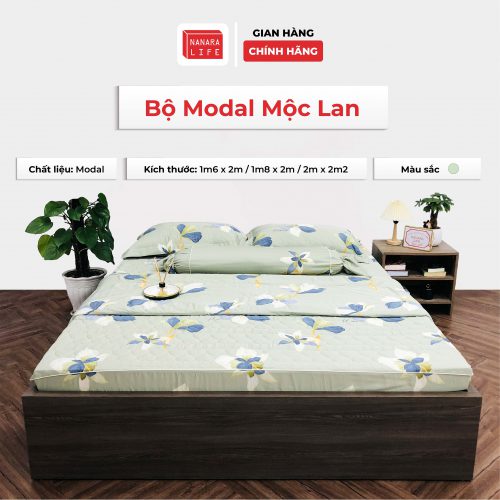 NANARA
LIFE
GIAN HÀNG
CHÍNH HÃNG
Bộ Modal Mộc Lan
Chất liệu: Modal
Kích thước: 1m6 x 2m / 1m8 x 2m / 2m x 2m2
Màu sắc